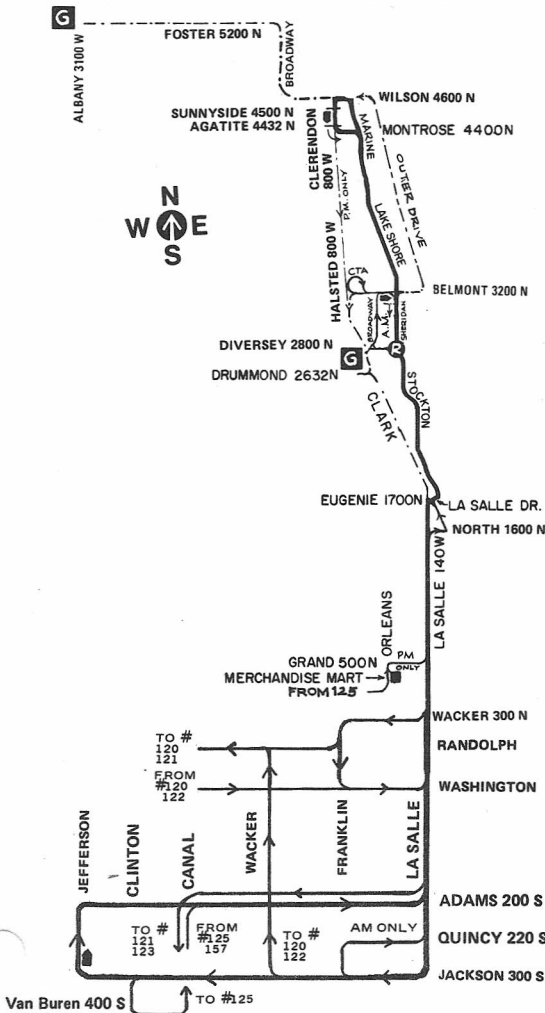 G
FOSTER 5200 N
ALBANY 3100 W
BROADWAY
WILSON 4600 N
SUNNYSIDE 4500 N
AGATITE 4432 N
MONTROSE 4400N
CLERENDON
800 W
MARINE
P.M. ONLY
OUTER DRIVE
LAKE SHORE
N
W E
S
HALSTED 800 W
CTA
BELMONT 3200 N
BROADWAY
A.M.
SHERIDAN
DIVERSEY 2800 N
G
R
DRUMMOND 2632N
STOCKTON
CLARK
EUGENIE 1700N
LA SALLE DR.
NORTH 1600 N
LA SALLE 140W
ORLEANS
GRAND 500N
PM
ONLY
MERCHANDISE MART
FROM 125
WACKER 300 N
TO #
120
121
RANDOLPH
FROM
#120
122
WASHINGTON
JEFFERSON
CLINTON
CANAL
WACKER
FRANKLIN
LA SALLE
ADAMS 200 S
TO #
121
123
FROM
#125
157
TO #
120
122
AM ONLY
QUINCY 220 S
JACKSON 300 S
Van Buren 400 S
TO #125